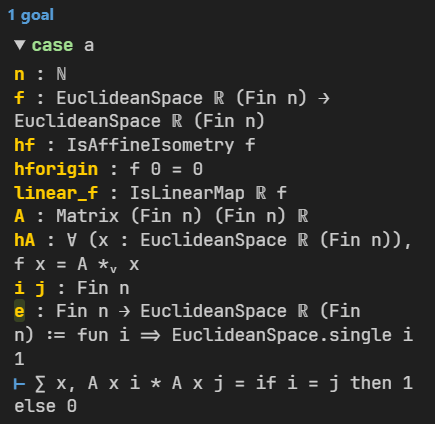 1 goal
▼ case a
n : ℕ
f : EuclideanSpace ℝ (Fin n) →
EuclideanSpace ℝ (Fin n)
hf : IsAffineIsometry f
hforigin : f 0 = 0
linear_f : IsLinearMap ℝ f
A : Matrix (Fin n) (Fin n) ℝ
hA : ∀ (x : EuclideanSpace ℝ (Fin n)),
f x = A *ᵥ x
i j : Fin n
e : Fin n → EuclideanSpace ℝ (Fin
n) := fun i => EuclideanSpace.single i
1
⊢ ∑ x, A x i * A x j = if i = j then 1
else 0